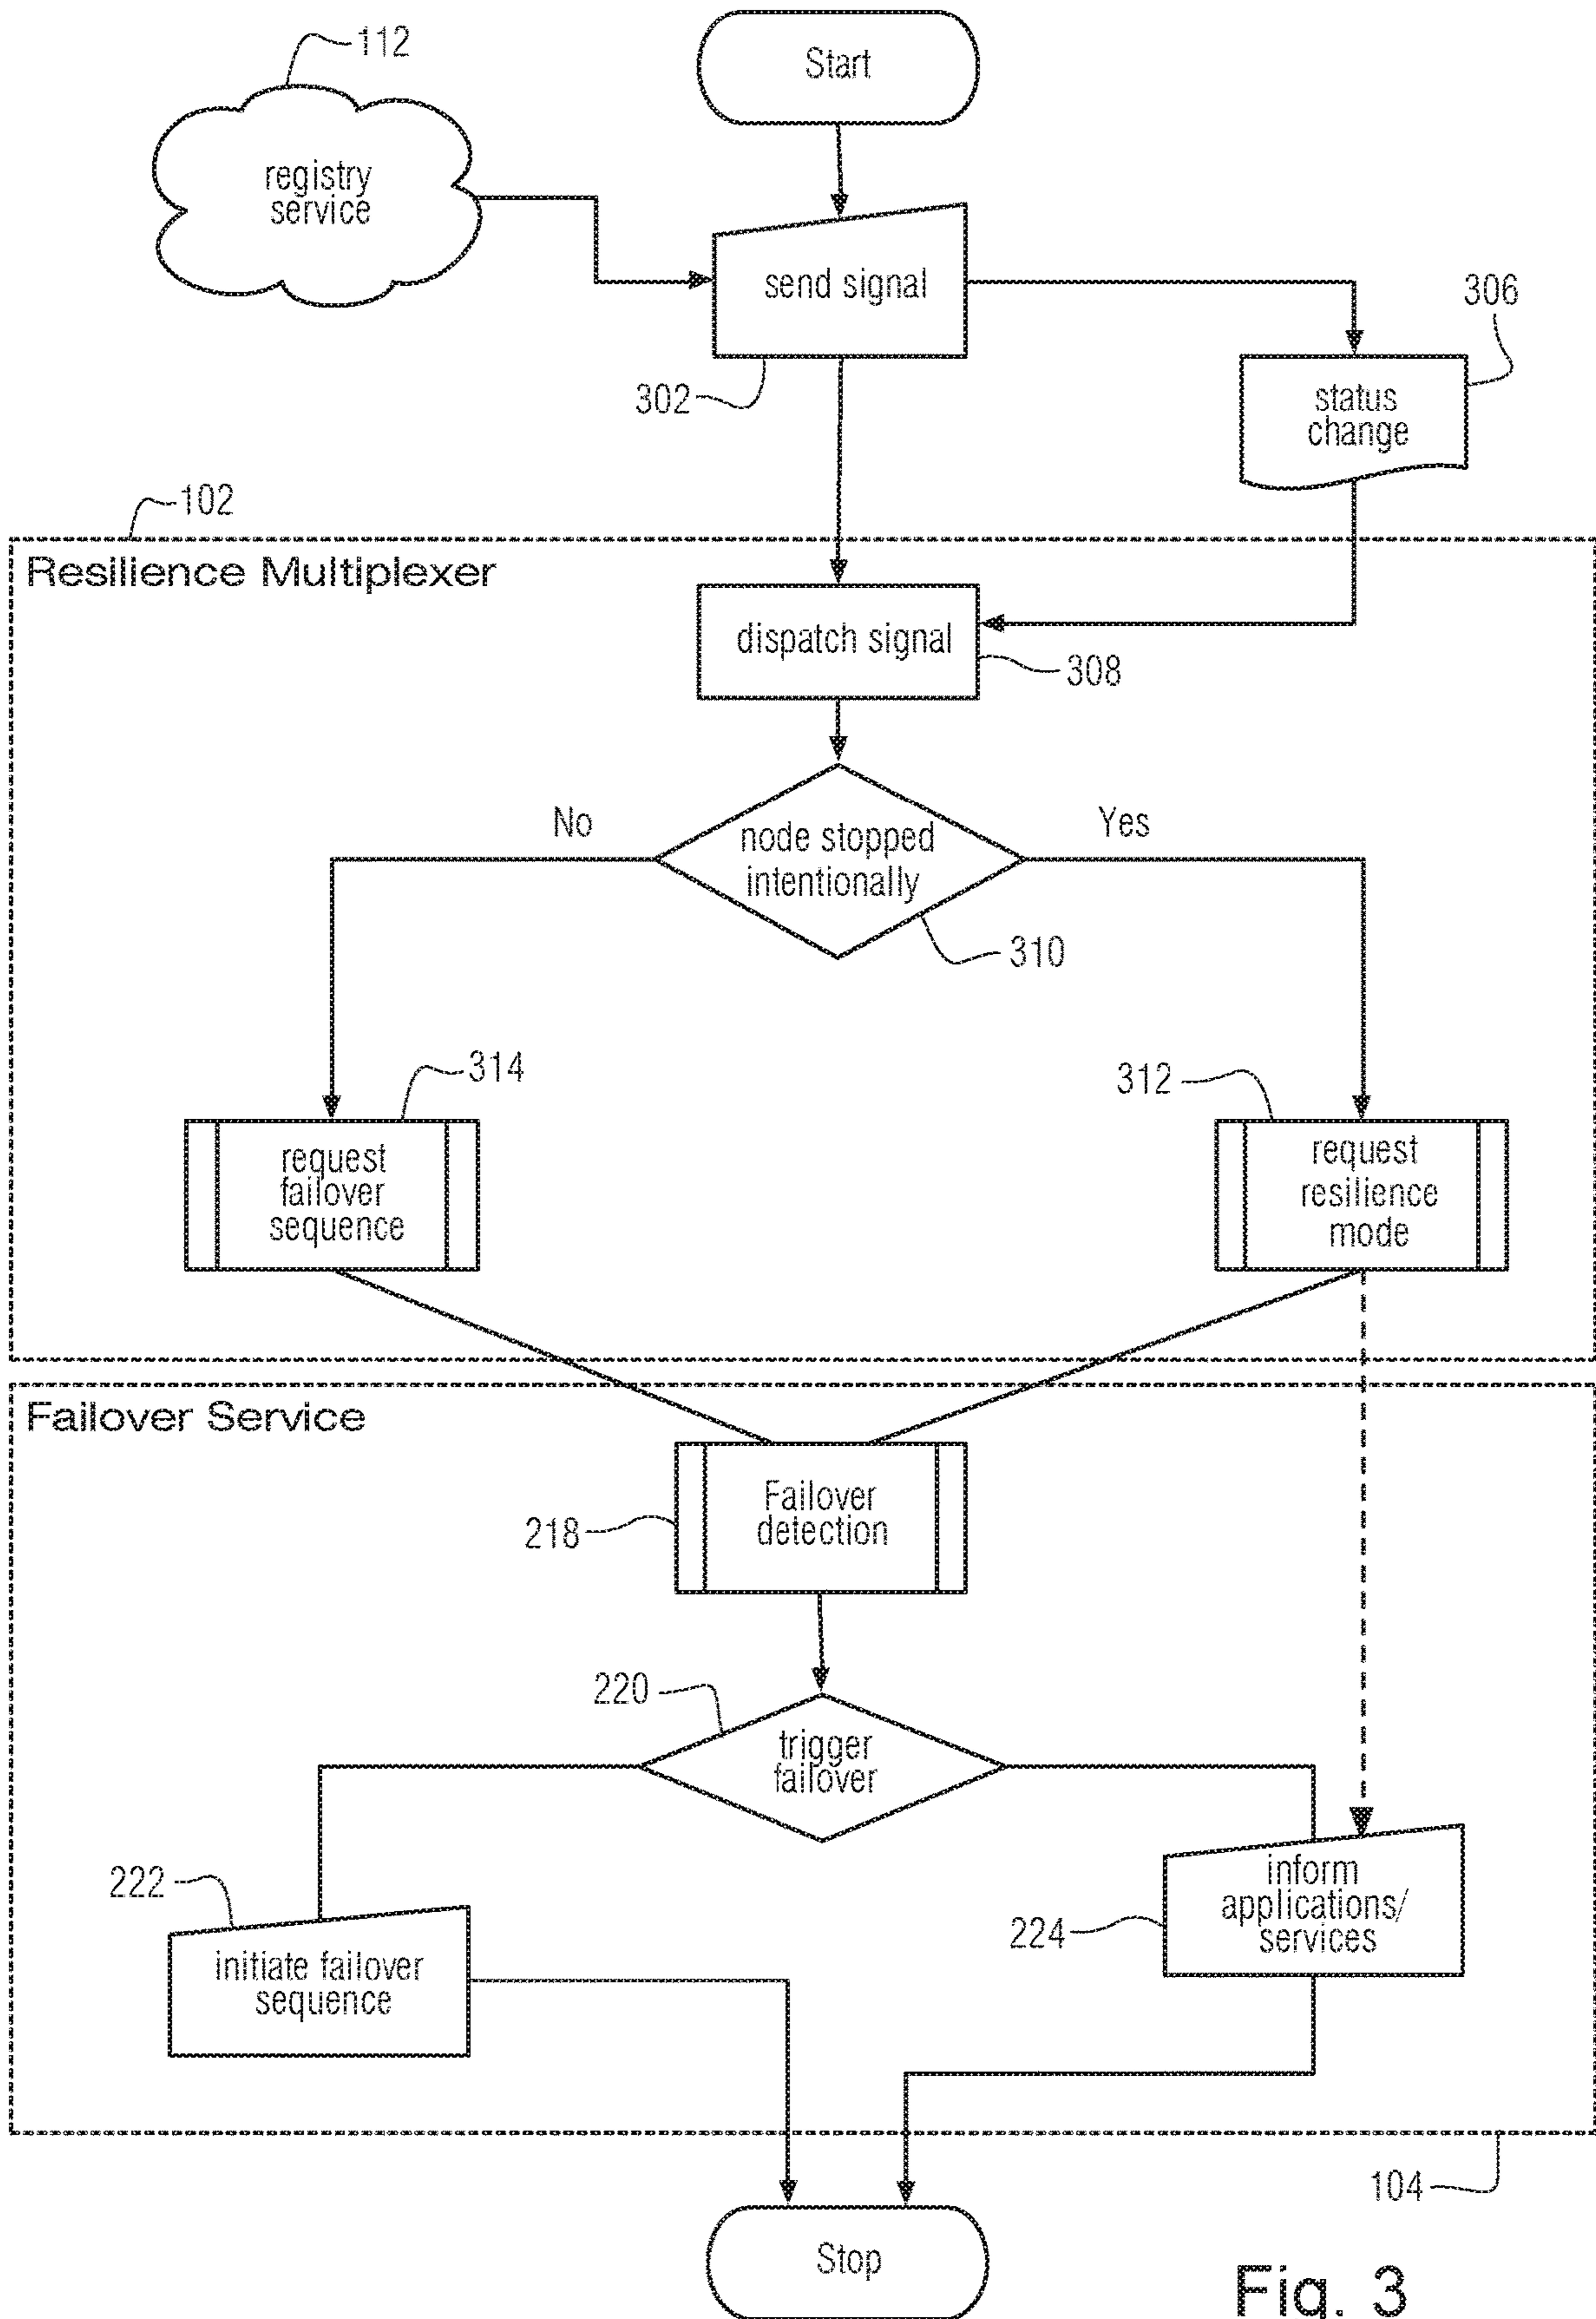 112
Start
registry
service
send signal
302
306
status
change
102
Resilience Multiplexer
dispatch signal
308
No
node stopped
intentionally
Yes
310
314
request
failover
sequence
312
request
resilience
mode
Failover Service
218
Failover
detection
220
trigger
failover
222
initiate failover
sequence
224
inform
applications/
services
104
Stop
Fig. 3